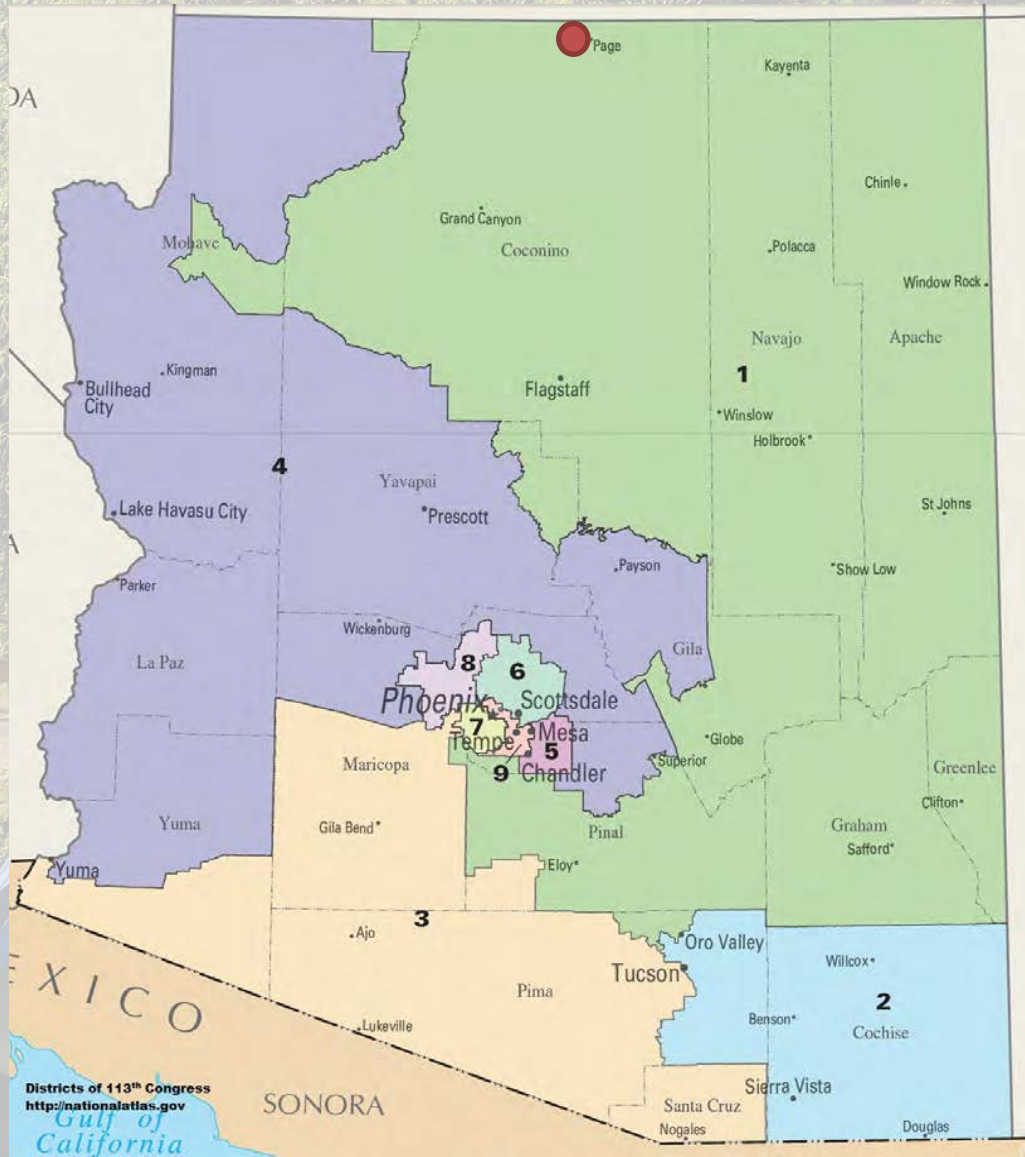 Page
Kayenta
DA
Chinle
Grand Canyon
Mohave
Coconino
Polacca
Window Rock
Navajo
Apache
Kingman
1
Bullhead
City
Flagstaff
Winslow
Holbrook
4
Yavapai
Lake Havasu City
Prescott
St Johns
A
Payson
Show Low
Parker
Wickenburg
La Paz
Gila
8
6
Phoenix
Scottsdale
7
Mesa
Tempe
5
Globe
Maricopa
Superior
9
Chandler
Greenlee
Clifton
Yuma
Gila Bend
Pinal
Graham
Safford
Eloy
Yuma
3
Ajo
Oro Valley
Willcox
Tucson
EXICO
Pima
2
Benson
Cochise
Lukeville
Districts of 113th Congress
http://nationalatlas.gov
Sierra Vista
SONORA
Santa Cruz
Gulf of
California
Nogales
Douglas